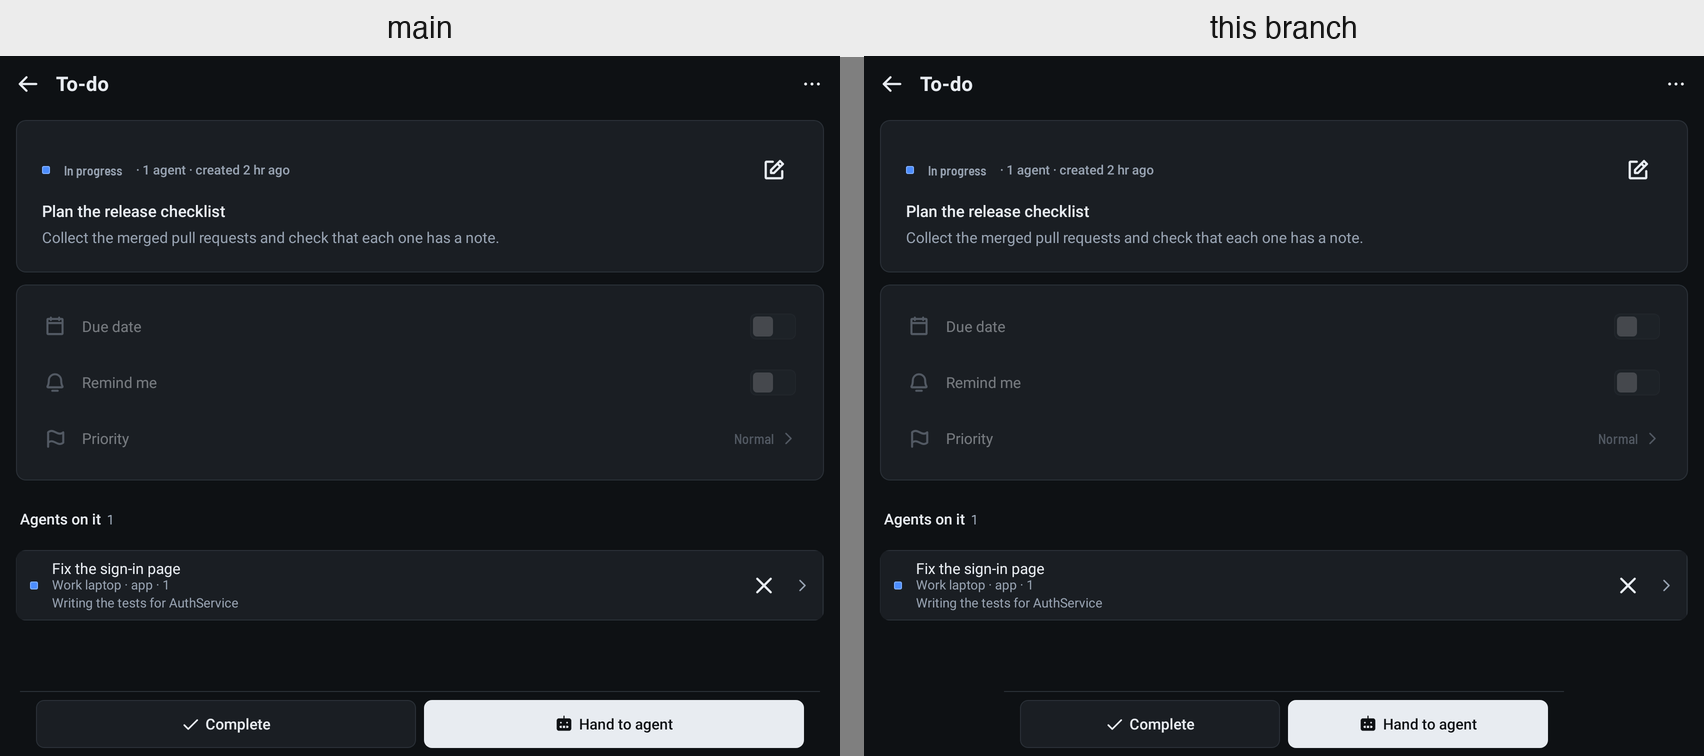 main
To-do
In progress · 1 agent · created 2 hr ago
Plan the release checklist
Collect the merged pull requests and check that each one has a note.
Due date
Remind me
Priority Normal
Agents on it 1
Fix the sign-in page
Work laptop · app · 1
Writing the tests for AuthService
Complete Hand to agent
this branch
To-do
In progress · 1 agent · created 2 hr ago
Plan the release checklist
Collect the merged pull requests and check that each one has a note.
Due date
Remind me
Priority Normal
Agents on it 1
Fix the sign-in page
Work laptop · app · 1
Writing the tests for AuthService
Complete Hand to agent